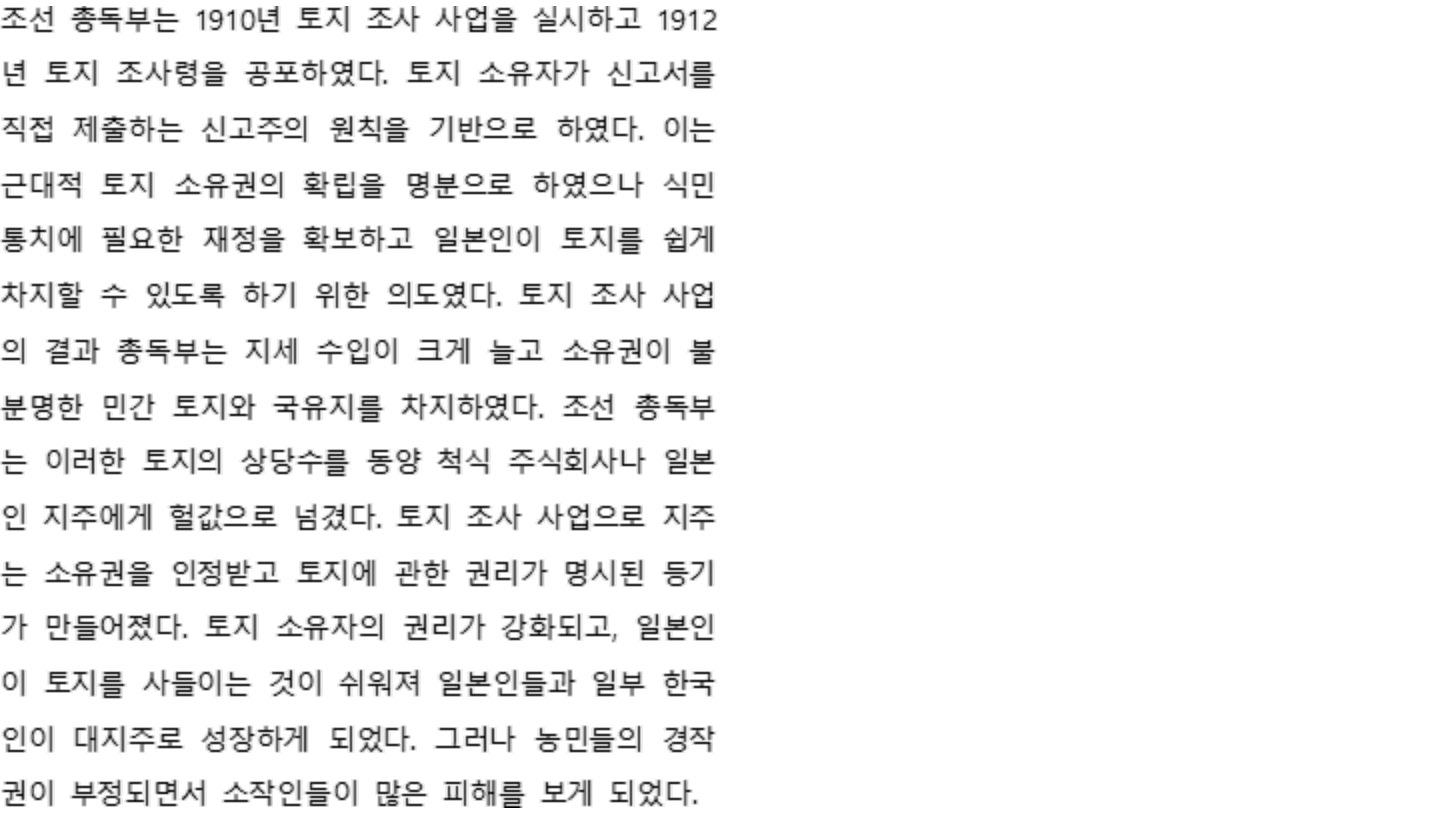 조선 총독부는 1910년 토지 조사 사업을 실시하고 1912
년 토지 조사령을 공포하였다. 토지 소유자가 신고서를
직접 제출하는 신고주의 원칙을 기반으로 하였다. 이는
근대적 토지 소유권의 확립을 명분으로 하였으나 식민
통치에 필요한 재정을 확보하고 일본인이 토지를 쉽게
차지할 수 있도록 하기 위한 의도였다. 토지 조사 사업
의 결과 총독부는 지세 수입이 크게 늘고 소유권이 불
분명한 민간 토지와 국유지를 차지하였다. 조선 총독부
는 이러한 토지의 상당수를 동양 척식 주식회사나 일본
인 지주에게 헐값으로 넘겼다. 토지 조사 사업으로 지주
는 소유권을 인정받고 토지에 관한 권리가 명시된 등기
가 만들어졌다. 토지 소유자의 권리가 강화되고, 일본인
이 토지를 사들이는 것이 쉬워져 일본인들과 일부 한국
인이 대지주로 성장하게 되었다. 그러나 농민들의 경작
권이 부정되면서 소작인들이 많은 피해를 보게 되었다.